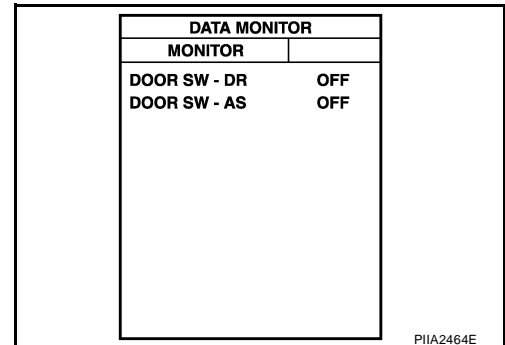 DATA MONITOR
MONITOR
DOOR SW - DR OFF
DOOR SW - AS OFF
PIIA2464E